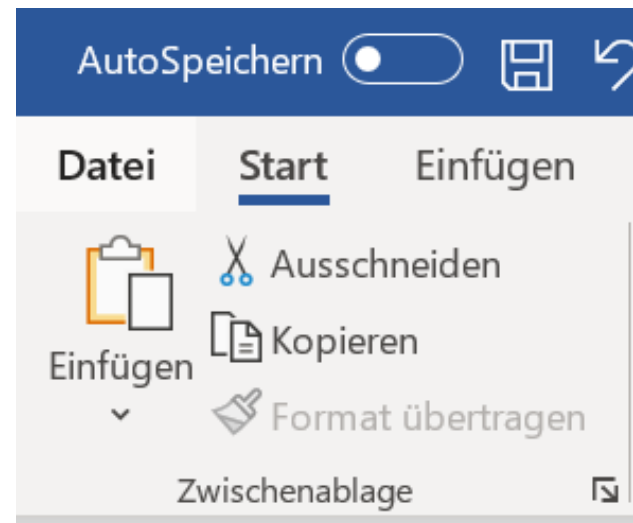 AutoSpeichern
Datei Start Einfügen
Ausschneiden
Kopieren
Einfügen
Format übertragen
Zwischenablage